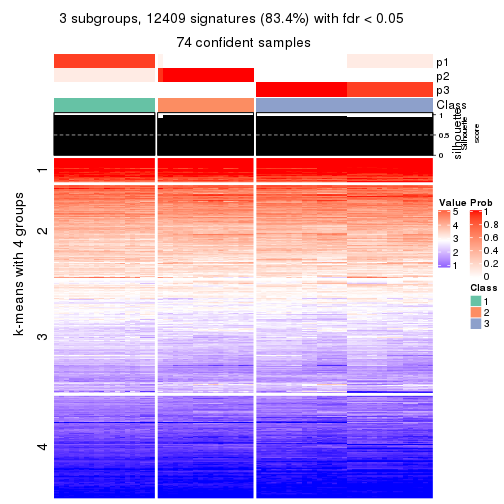 3 subgroups, 12409 signatures (83.4%) with fdr < 0.05
74 confident samples
p1
p2
p3
Class
silhouette
Silhouette
score
1
0.5
0
k-means with 4 groups
1
2
3
4
Value
5
4
3
2
1
Prob
1
0.8
0.6
0.4
0.2
0
Class
1
2
3